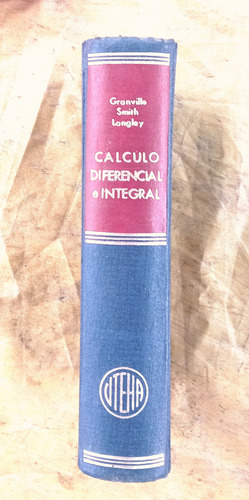 Granville
Smith
Longley
CALCULO
DIFERENCIAL
e INTEGRAL
UTEHA